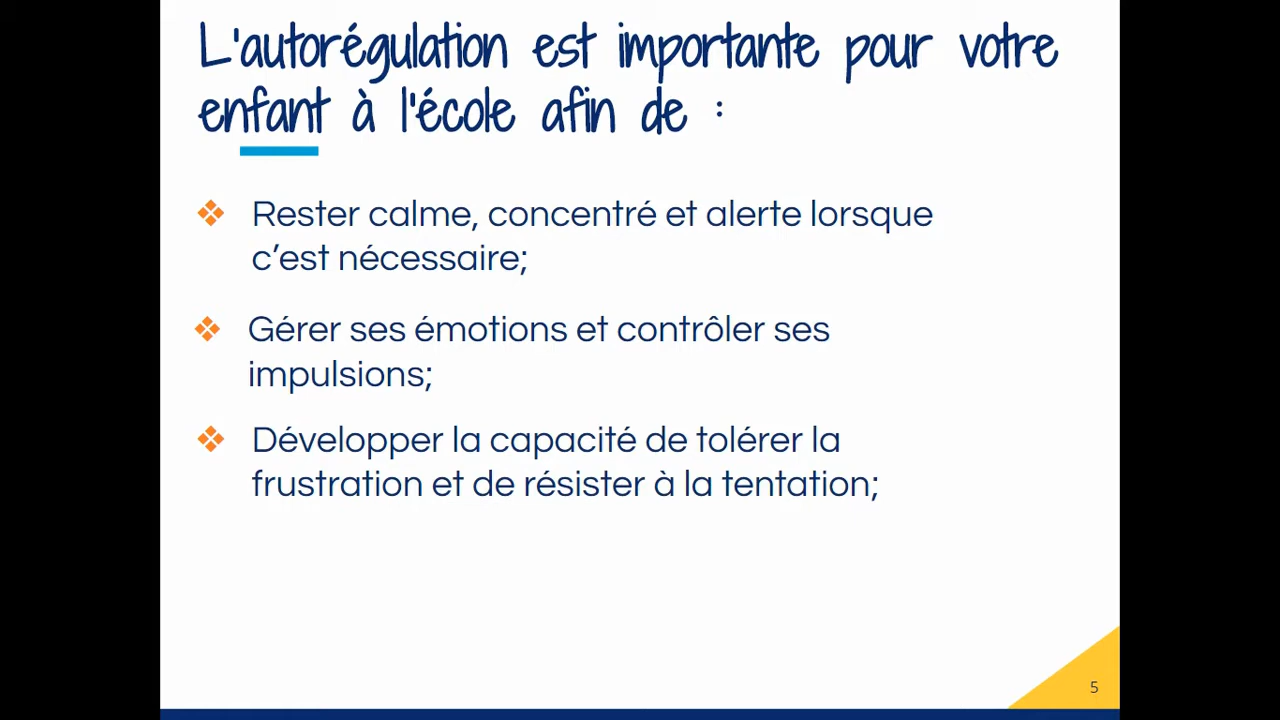 L'autorégulation est importante pour votre
enfant à l'école afin de :
Rester calme, concentré et alerte lorsque
c’est nécessaire;
Gérer ses émotions et contrôler ses
impulsions;
Développer la capacité de tolérer la
frustration et de résister à la tentation;
5